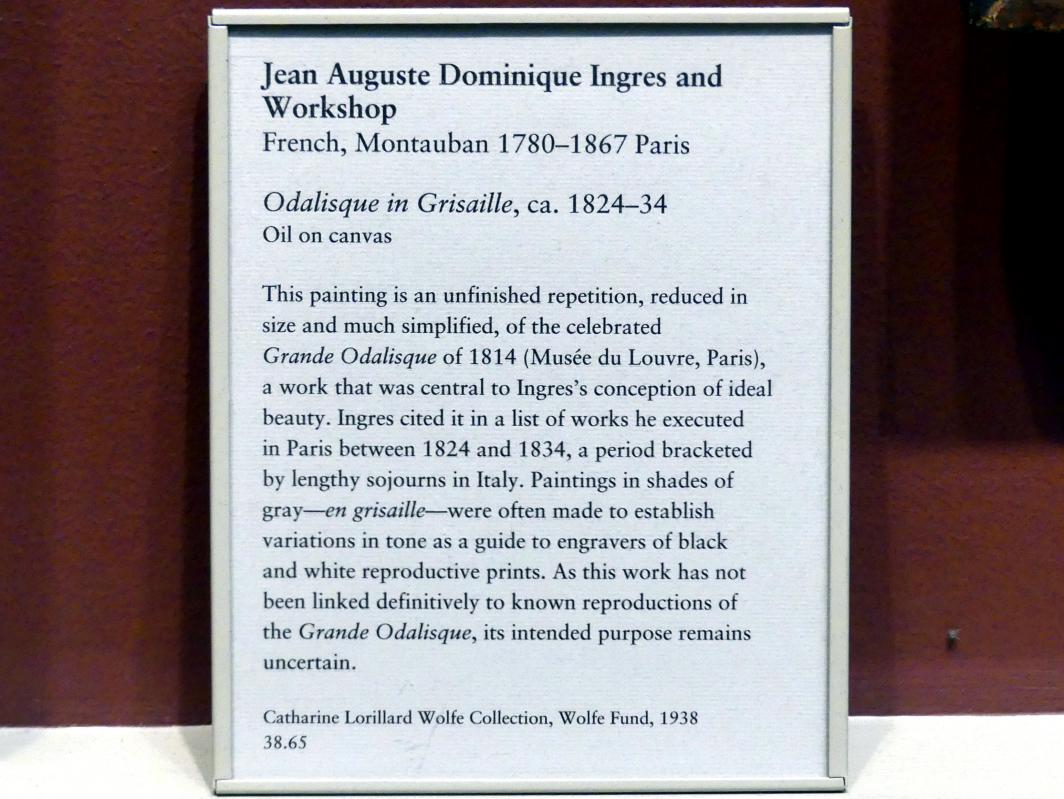 Jean Auguste Dominique Ingres and
Workshop
French, Montauban 1780–1867 Paris
Odalisque in Grisaille, ca. 1824–34
Oil on canvas
This painting is an unfinished repetition, reduced in
size and much simplified, of the celebrated
Grande Odalisque of 1814 (Musée du Louvre, Paris),
a work that was central to Ingres’s conception of ideal
beauty. Ingres cited it in a list of works he executed
in Paris between 1824 and 1834, a period bracketed
by lengthy sojourns in Italy. Paintings in shades of
gray—en grisaille—were often made to establish
variations in tone as a guide to engravers of black
and white reproductive prints. As this work has not
been linked definitively to known reproductions of
the Grande Odalisque, its intended purpose remains
uncertain.
Catharine Lorillard Wolfe Collection, Wolfe Fund, 1938
38.65